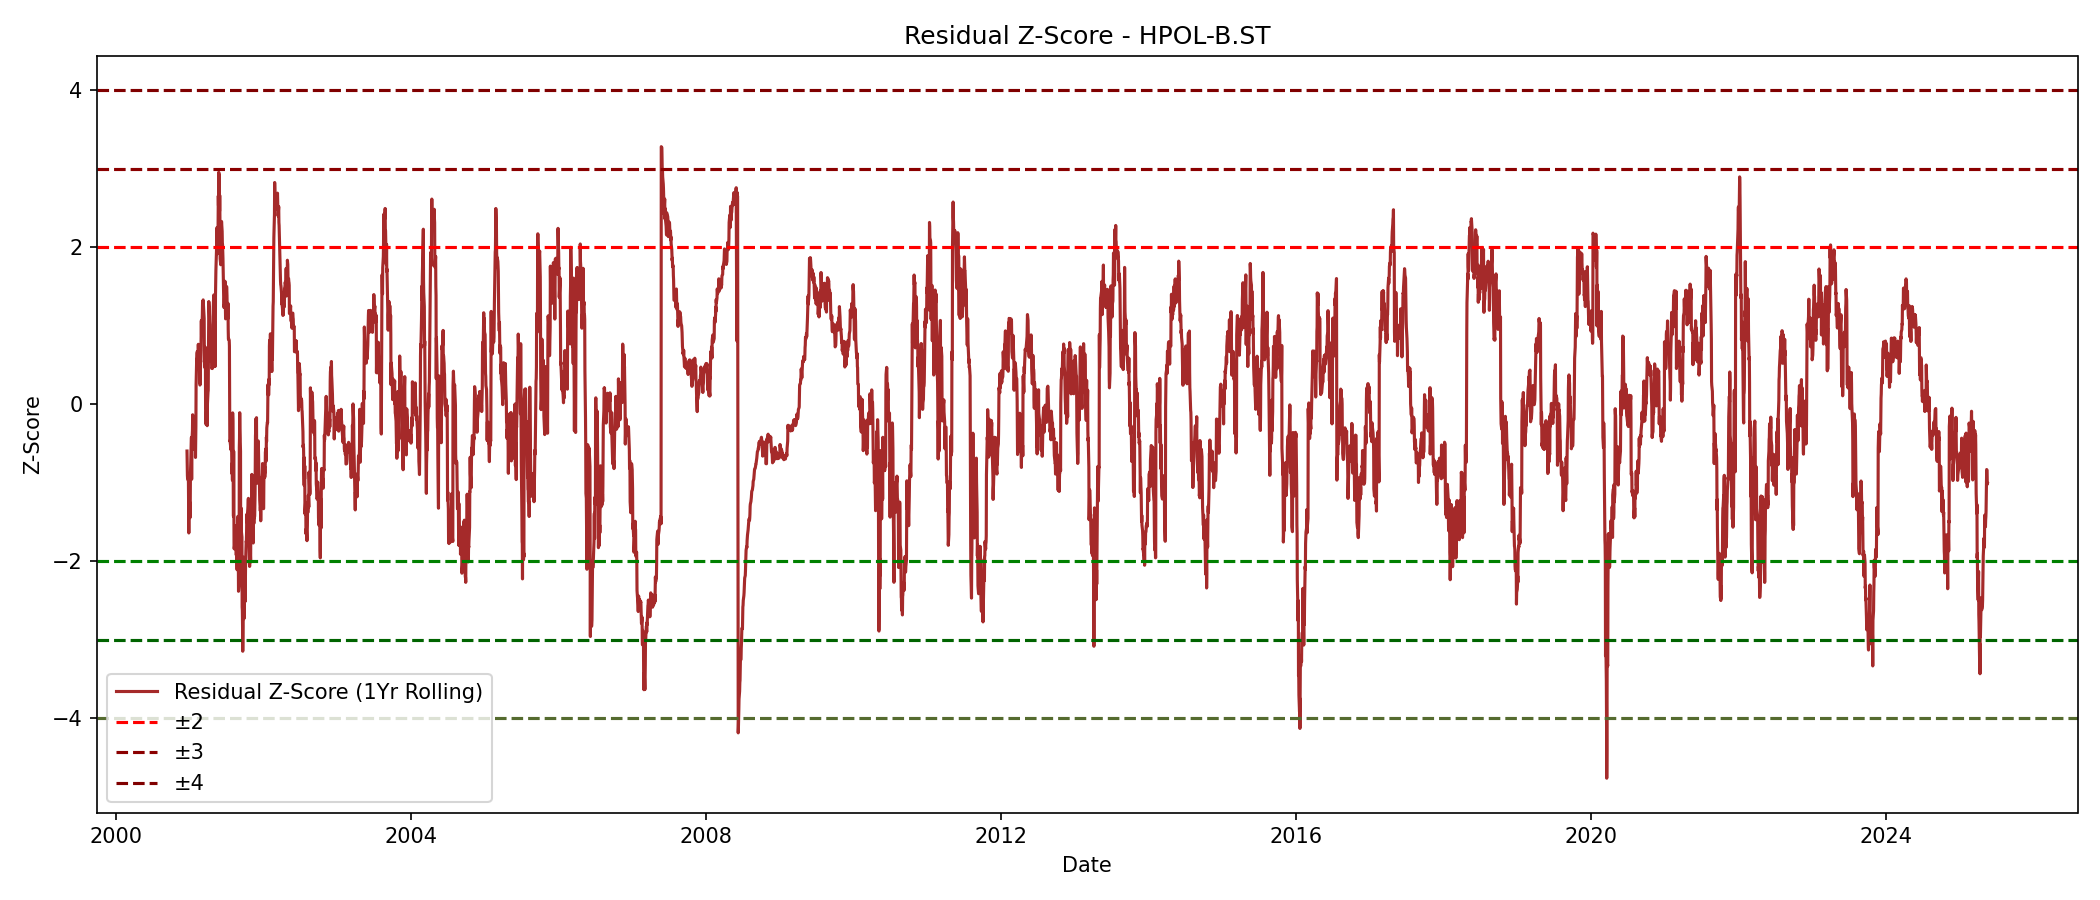 Residual Z-Score - HPOL-B.ST
Z-Score
4
2
0
−2
−4
Residual Z-Score (1Yr Rolling)
±2
±3
±4
2000 2004 2008 2012 2016 2020 2024
Date